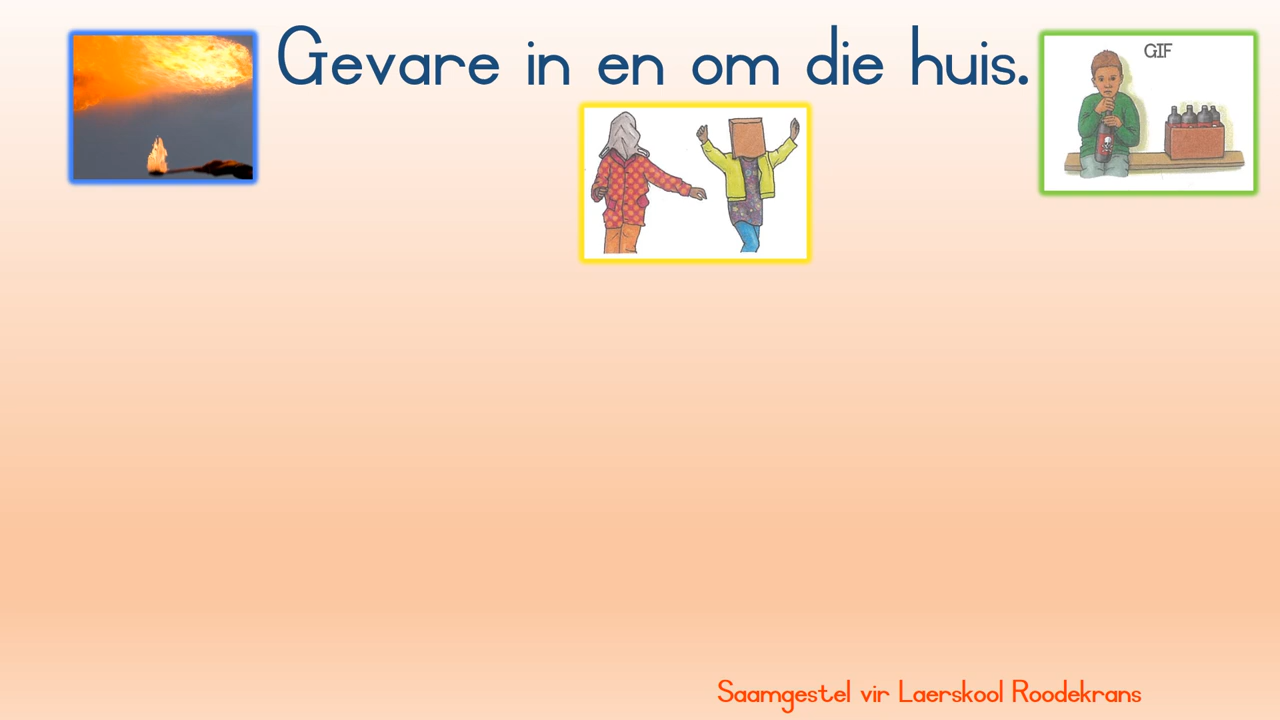 Gevare in en om die huis.
GIF
Saamgestel vir Laerskool Roodekrans